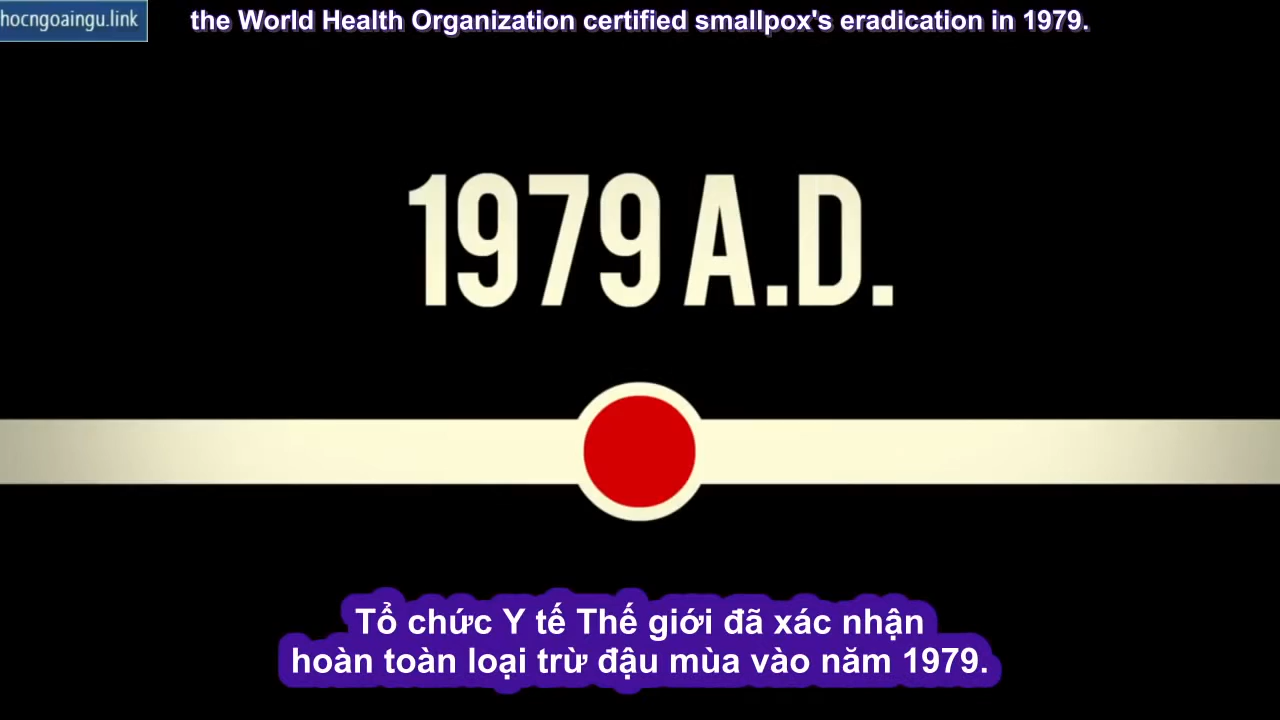 hocngoaingu.link
the World Health Organization certified smallpox's eradication in 1979.
1979 A.D.
Tổ chức Y tế Thế giới đã xác nhận
hoàn toàn loại trừ đậu mùa vào năm 1979.